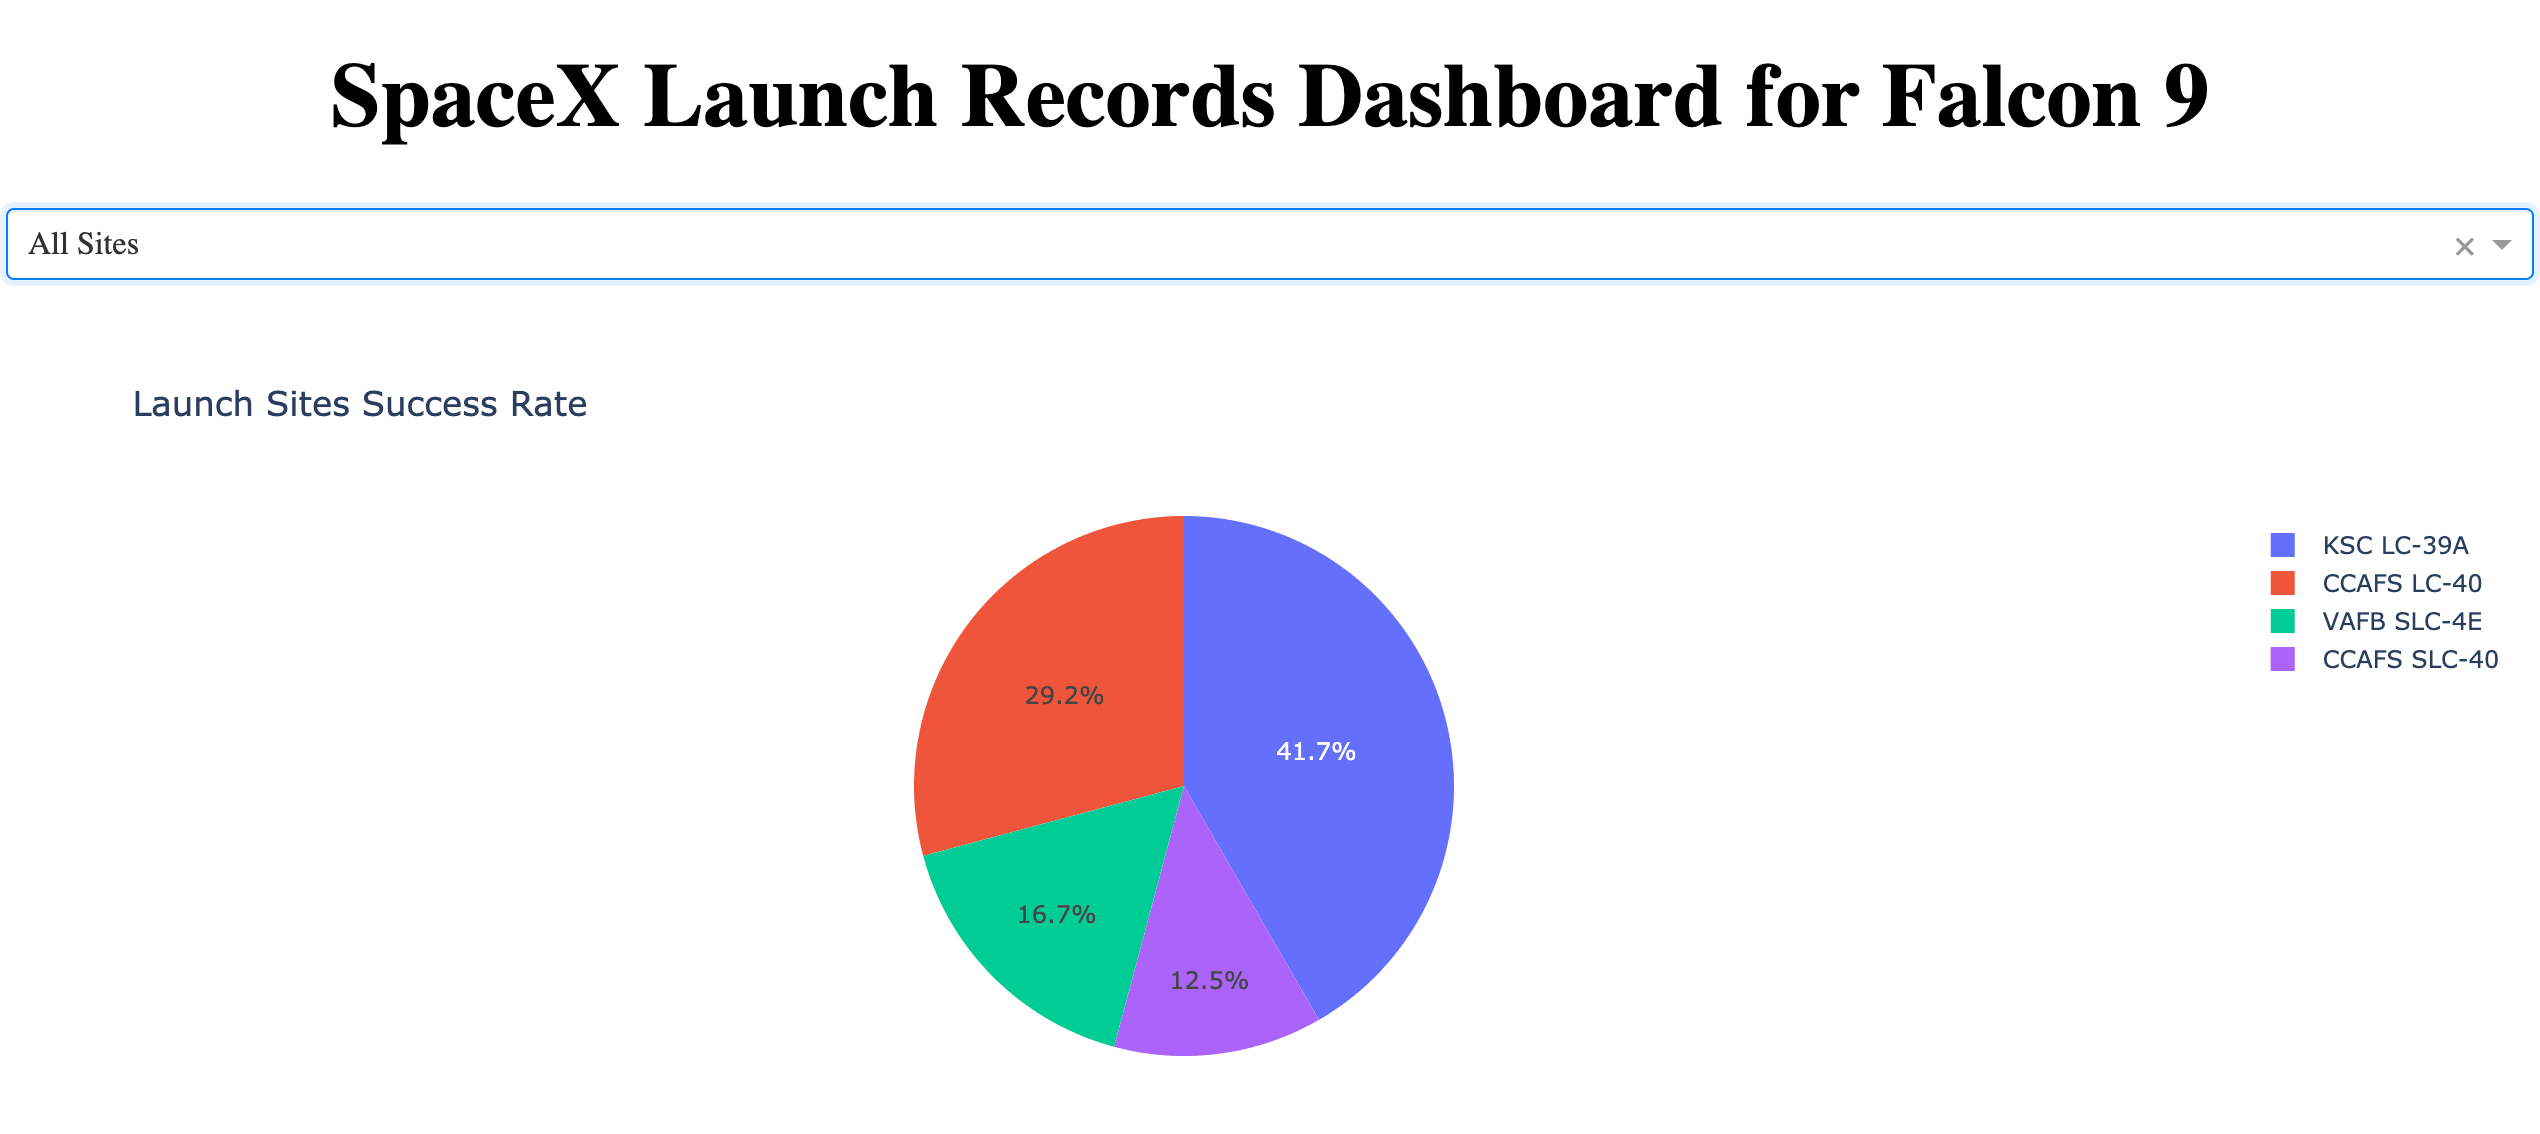 SpaceX Launch Records Dashboard for Falcon 9
All Sites
Launch Sites Success Rate
KSC LC-39A
CCAFS LC-40
VAFB SLC-4E
CCAFS SLC-40
29.2%
41.7%
16.7%
12.5%